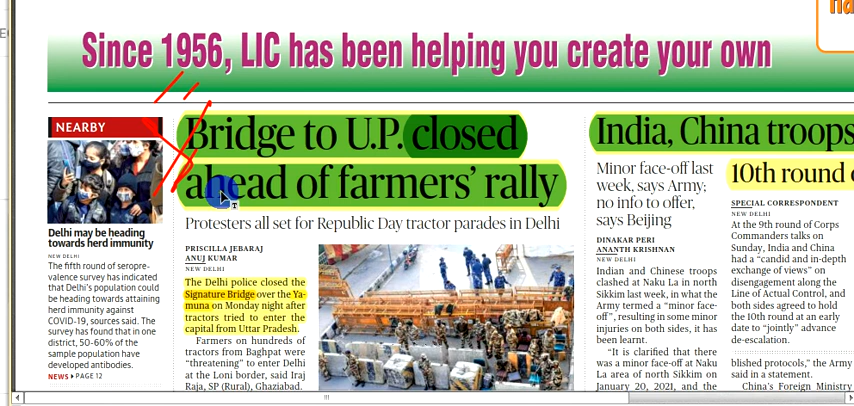 Since 1956, LIC has been helping you create your own
NEARBY
Delhi may be heading
towards herd immunity
NEW DELHI
The fifth round of seropre-
valence survey has indicated
that Delhi's population could
be heading towards attaining
herd immunity against
COVID-19, sources said. The
survey has found that in one
district, 50-60% of the
sample population have
developed antibodies.
NEWS ▸ PAGE 12
Bridge to U.P. closed
ahead of farmers' rally
Protesters all set for Republic Day tractor parades in Delhi
PRISCILLA JEBARAJ
ANUJ KUMAR
NEW DELHI
The Delhi police closed the
Signature Bridge over the Ya-
muna on Monday night after
tractors tried to enter the
capital from Uttar Pradesh.
Farmers on hundreds of
tractors from Baghpat were
“threatening” to enter Delhi
at the Loni border, said Iraj
Raja, SP (Rural), Ghaziabad.
India, China troops
Minor face-off last
week, says Army;
no info to offer,
says Beijing
DINAKAR PERI
ANANTH KRISHNAN
NEW DELHI
Indian and Chinese troops
clashed at Naku La in north
Sikkim last week, in what the
Army termed a “minor face-
off”, resulting in some minor
injuries on both sides, it has
been learnt.
“It is clarified that there
was a minor face-off at Naku
La area of north Sikkim on
January 20, 2021, and the
10th round
SPECIAL CORRESPONDENT
NEW DELHI
At the 9th round of Corps
Commanders talks on
Sunday, India and China
had a “candid and in-depth
exchange of views” on
disengagement along the
Line of Actual Control, and
both sides agreed to hold
the 10th round at an early
date to “jointly” advance
de-escalation.
blished protocols,” the Army
said in a statement.
China's Foreign Ministry